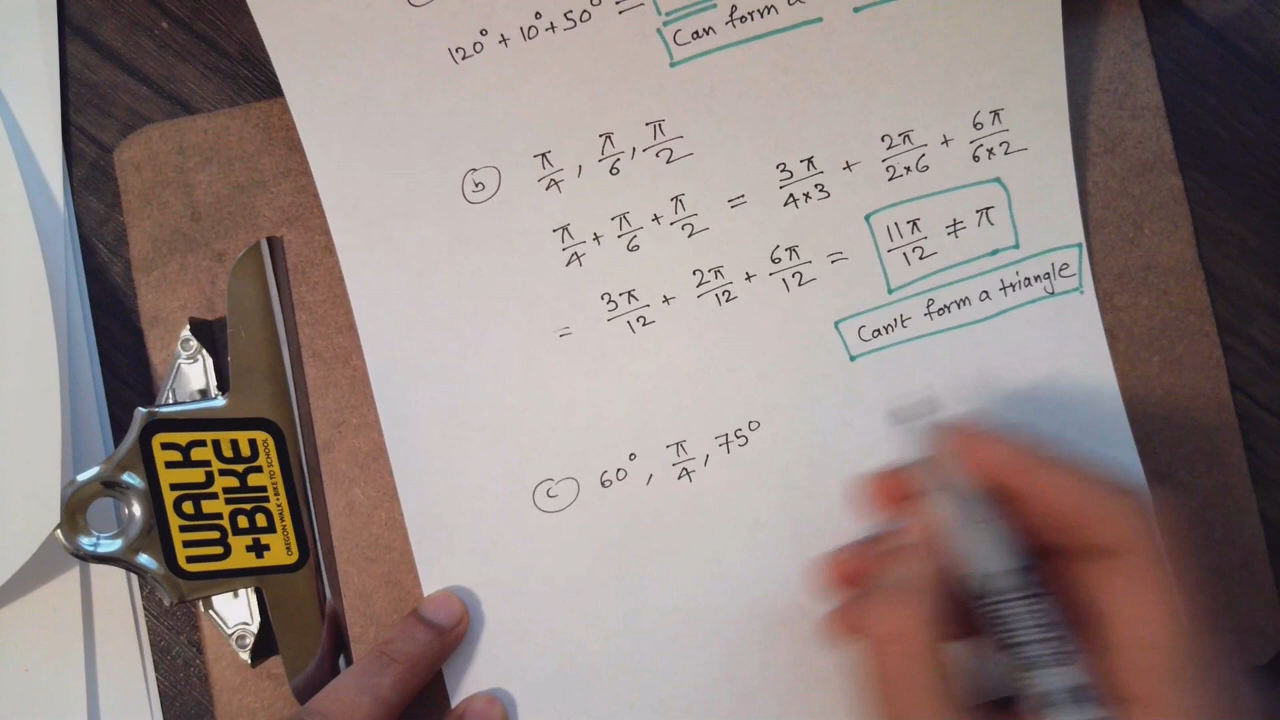 120° + 10° + 50° =
Can form a
(b) π/4, π/6, π/2
π/4 + π/6 + π/2 = 3π/4×3 + 2π/2×6 + 6π/6×2
= 3π/12 + 2π/12 + 6π/12 = 11π/12 ≠ π
Can't form a triangle
(c) 60°, π/4, 75°
WALK
+BIKE
OREGON WALK + BIKE TO SCHOOL